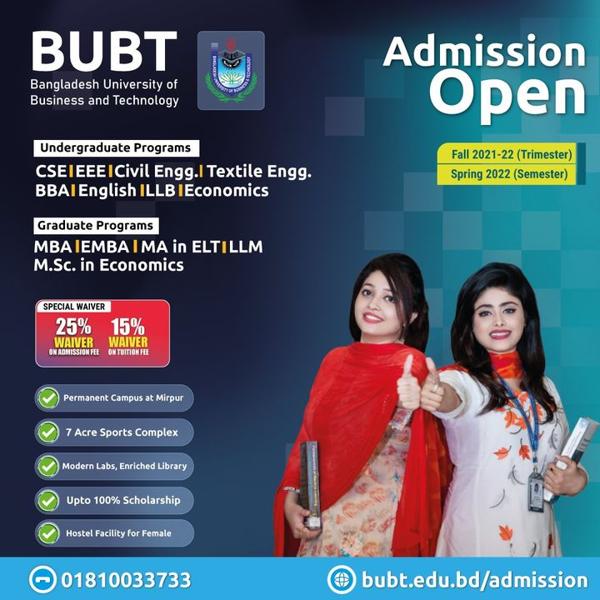 BUBT
Bangladesh University of
Business and Technology
Admission
Open
Fall 2021-22 (Trimester)
Spring 2022 (Semester)
Undergraduate Programs
CSE|EEE|Civil Engg.| Textile Engg.
BBA|English |LLB|Economics
Graduate Programs
MBA |EMBA | MA in ELT|LLM
M.Sc. in Economics
SPECIAL WAIVER
25% 15%
WAIVER WAIVER
ON ADMISSION FEE ON TUITION FEE
Permanent Campus at Mirpur
7 Acre Sports Complex
Modern Labs, Enriched Library
Upto 100% Scholarship
Hostel Facility for Female
01810033733
bubt.edu.bd/admission